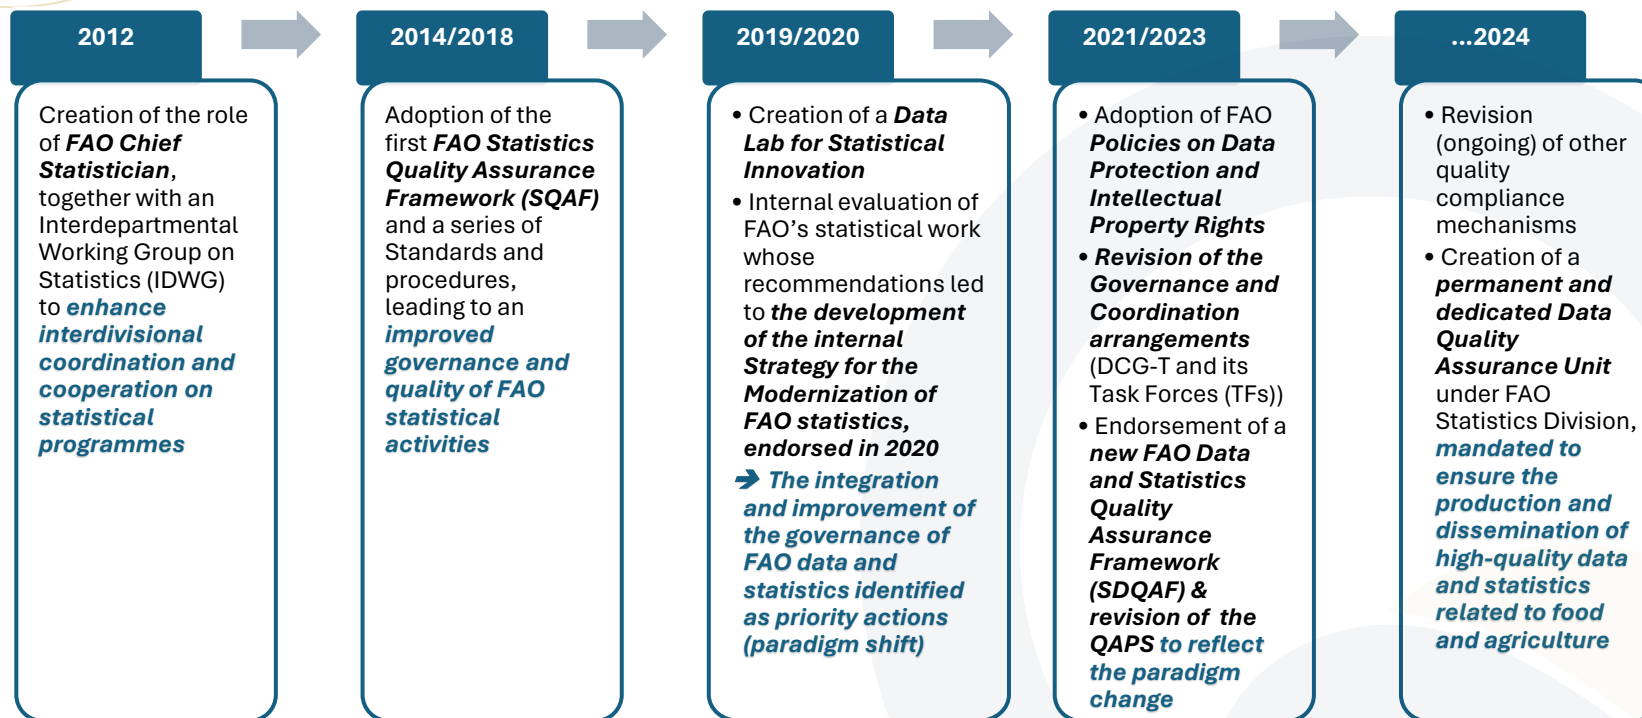 2012
Creation of the role
of FAO Chief
Statistician,
together with an
Interdepartmental
Working Group on
Statistics (IDWG)
to enhance
interdivisional
coordination and
cooperation on
statistical
programmes
2014/2018
Adoption of the
first FAO Statistics
Quality Assurance
Framework (SQAF)
and a series of
Standards and
procedures,
leading to an
improved
governance and
quality of FAO
statistical
activities
2019/2020
• Creation of a Data
Lab for Statistical
Innovation
• Internal evaluation of
FAO’s statistical work
whose
recommendations led
to the development
of the internal
Strategy for the
Modernization of
FAO statistics,
endorsed in 2020
➔ The integration
and improvement of
the governance of
FAO data and
statistics identified
as priority actions
(paradigm shift)
2021/2023
• Adoption of FAO
Policies on Data
Protection and
Intellectual
Property Rights
• Revision of the
Governance and
Coordination
arrangements
(DCG-T and its
Task Forces (TFs))
• Endorsement of a
new FAO Data
and Statistics
Quality
Assurance
Framework
(SDQAF) &
revision of the
QAPS to reflect
the paradigm
change
...2024
• Revision
(ongoing) of other
quality
compliance
mechanisms
• Creation of a
permanent and
dedicated Data
Quality
Assurance Unit
under FAO
Statistics Division,
mandated to
ensure the
production and
dissemination of
high-quality data
and statistics
related to food
and agriculture